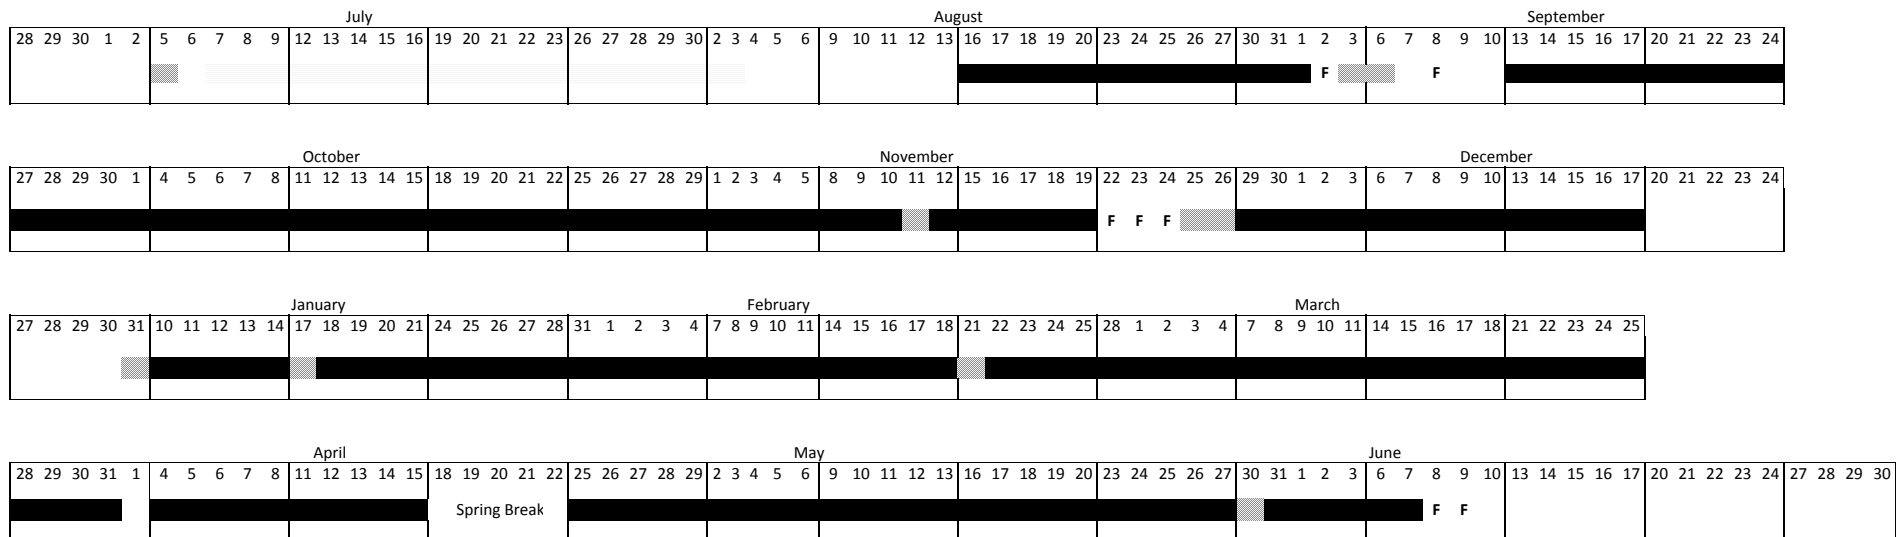 July August September
28 29 30 1 2 5 6 7 8 9 12 13 14 15 16 19 20 21 22 23 26 27 28 29 30 2 3 4 5 6 9 10 11 12 13 16 17 18 19 20 23 24 25 26 27 30 31 1 2 3 6 7 8 9 10 13 14 15 16 17 20 21 22 23 24
F F
October November December
27 28 29 30 1 4 5 6 7 8 11 12 13 14 15 18 19 20 21 22 25 26 27 28 29 1 2 3 4 5 8 9 10 11 12 15 16 17 18 19 22 23 24 25 26 29 30 1 2 3 6 7 8 9 10 13 14 15 16 17 20 21 22 23 24
F F F
January February March
27 28 29 30 31 10 11 12 13 14 17 18 19 20 21 24 25 26 27 28 31 1 2 3 4 7 8 9 10 11 14 15 16 17 18 21 22 23 24 25 28 1 2 3 4 7 8 9 10 11 14 15 16 17 18 21 22 23 24 25
April May June
28 29 30 31 1 4 5 6 7 8 11 12 13 14 15 18 19 20 21 22 25 26 27 28 29 2 3 4 5 6 9 10 11 12 13 16 17 18 19 20 23 24 25 26 27 30 31 1 2 3 6 7 8 9 10 13 14 15 16 17 20 21 22 23 24 27 28 29 30
Spring Break F F